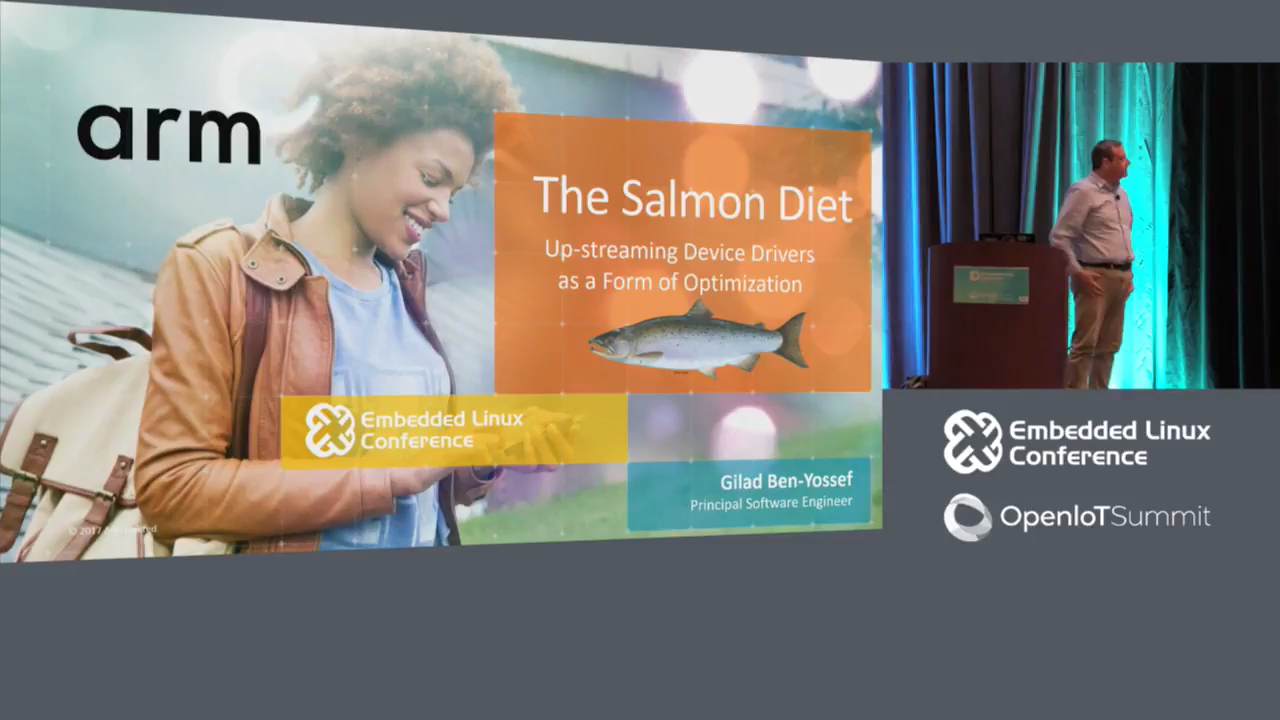 arm
The Salmon Diet
Up-streaming Device Drivers
as a Form of Optimization
Embedded Linux
Conference
Gilad Ben-Yossef
Principal Software Engineer
© 2017
Embedded Linux
Conference
OpenIoTSummit